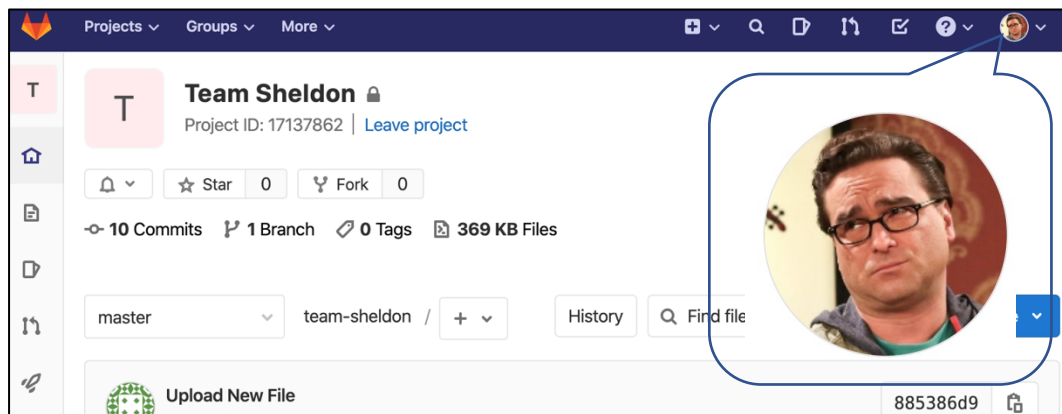 Projects Groups More
T
T
Team Sheldon
Project ID: 17137862 | Leave project
Star 0 Fork 0
10 Commits 1 Branch 0 Tags 369 KB Files
master team-sheldon / + History Find file
Upload New File
885386d9